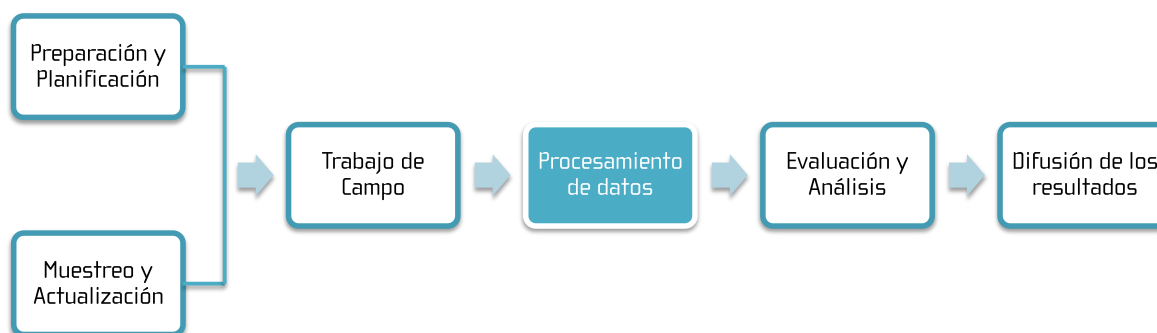 Preparación y
Planificación
Muestreo y
Actualización
Trabajo de
Campo
Procesamiento
de datos
Evaluación y
Análisis
Difusión de los
resultados